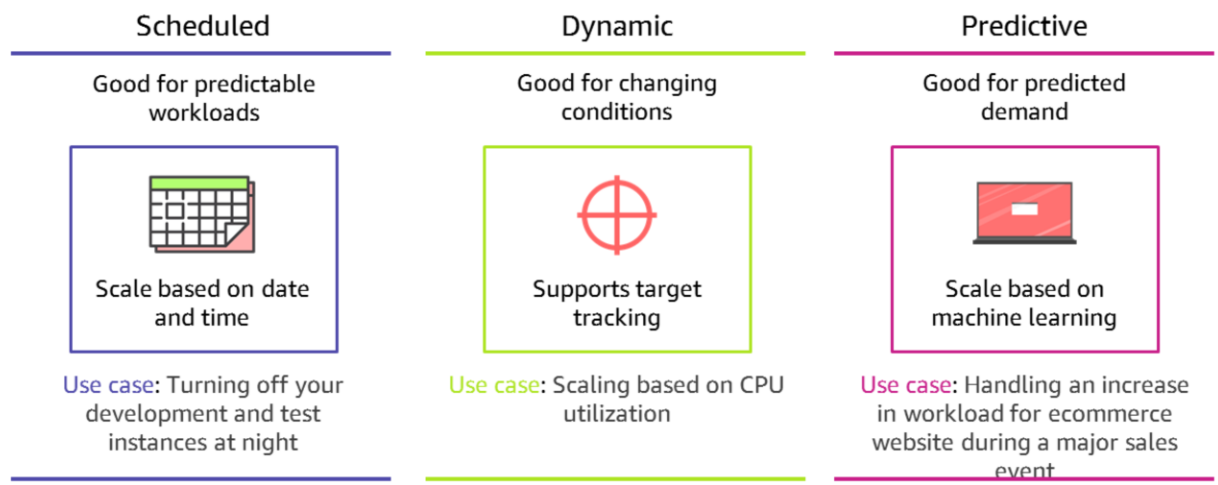 Scheduled
Good for predictable
workloads
Scale based on date
and time
Use case: Turning off your
development and test
instances at night
Dynamic
Good for changing
conditions
Supports target
tracking
Use case: Scaling based on CPU
utilization
Predictive
Good for predicted
demand
Scale based on
machine learning
Use case: Handling an increase
in workload for ecommerce
website during a major sales
event